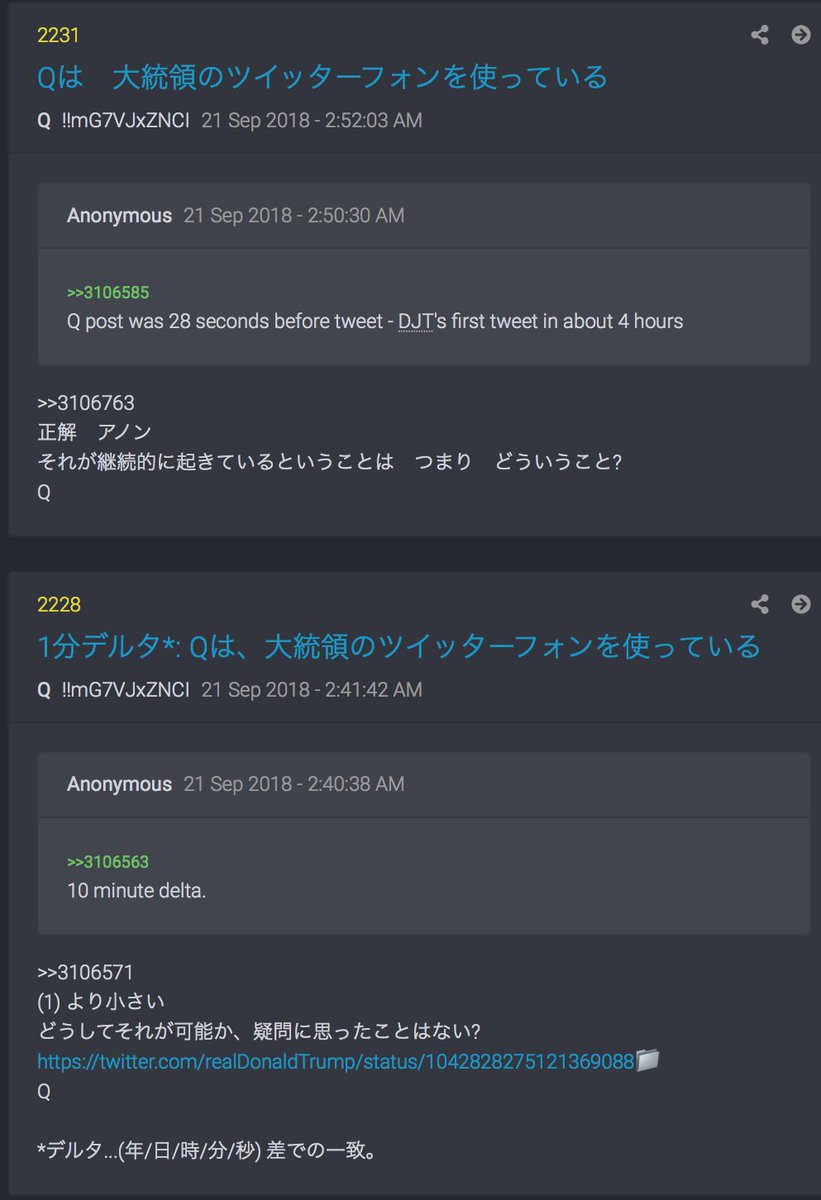 2231
Qは　大統領のツイッターフォンを使っている
Q !!mG7VJxZNCI 21 Sep 2018 - 2:52:03 AM
Anonymous 21 Sep 2018 - 2:50:30 AM
>>3106585
Q post was 28 seconds before tweet - DJT's first tweet in about 4 hours
>>3106763
正解　アノン
それが継続的に起きているということは　つまり　どういうこと?
Q
2228
1分デルタ*: Qは、大統領のツイッターフォンを使っている
Q !!mG7VJxZNCI 21 Sep 2018 - 2:41:42 AM
Anonymous 21 Sep 2018 - 2:40:38 AM
>>3106563
10 minute delta.
>>3106571
(1) より小さい
どうしてそれが可能か、疑問に思ったことはない?
https://twitter.com/realDonaldTrump/status/1042828275121369088
Q
*デルタ...(年/日/時/分/秒) 差での一致。